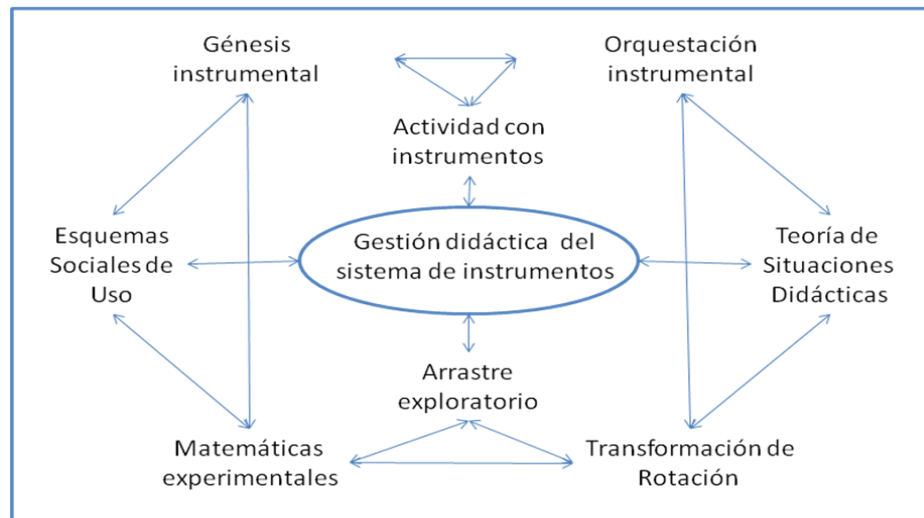 Génesis
instrumental
Orquestación
instrumental
Actividad con
instrumentos
Esquemas
Sociales de
Uso
Gestión didáctica del
sistema de instrumentos
Teoría de
Situaciones
Didácticas
Arrastre
exploratorio
Matemáticas
experimentales
Transformación de
Rotación